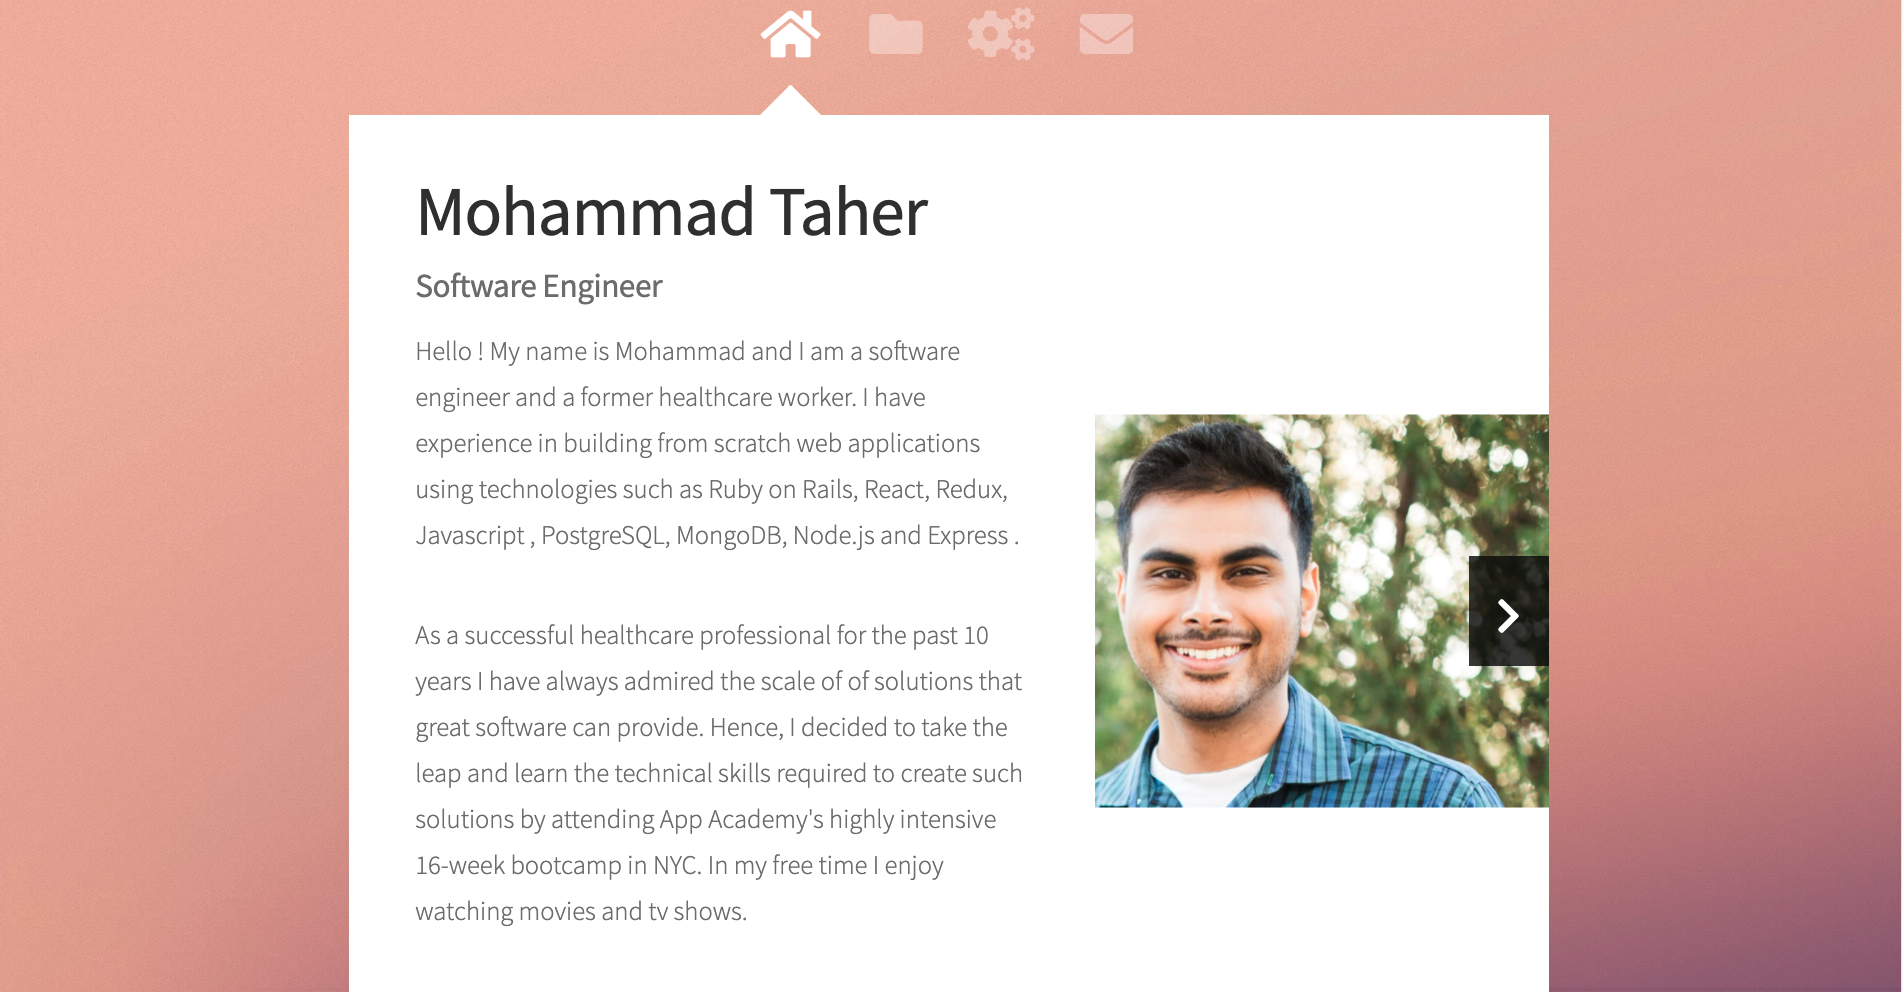 Mohammad Taher
Software Engineer
Hello ! My name is Mohammad and I am a software
engineer and a former healthcare worker. I have
experience in building from scratch web applications
using technologies such as Ruby on Rails, React, Redux,
Javascript , PostgreSQL, MongoDB, Node.js and Express .
As a successful healthcare professional for the past 10
years I have always admired the scale of of solutions that
great software can provide. Hence, I decided to take the
leap and learn the technical skills required to create such
solutions by attending App Academy's highly intensive
16-week bootcamp in NYC. In my free time I enjoy
watching movies and tv shows.